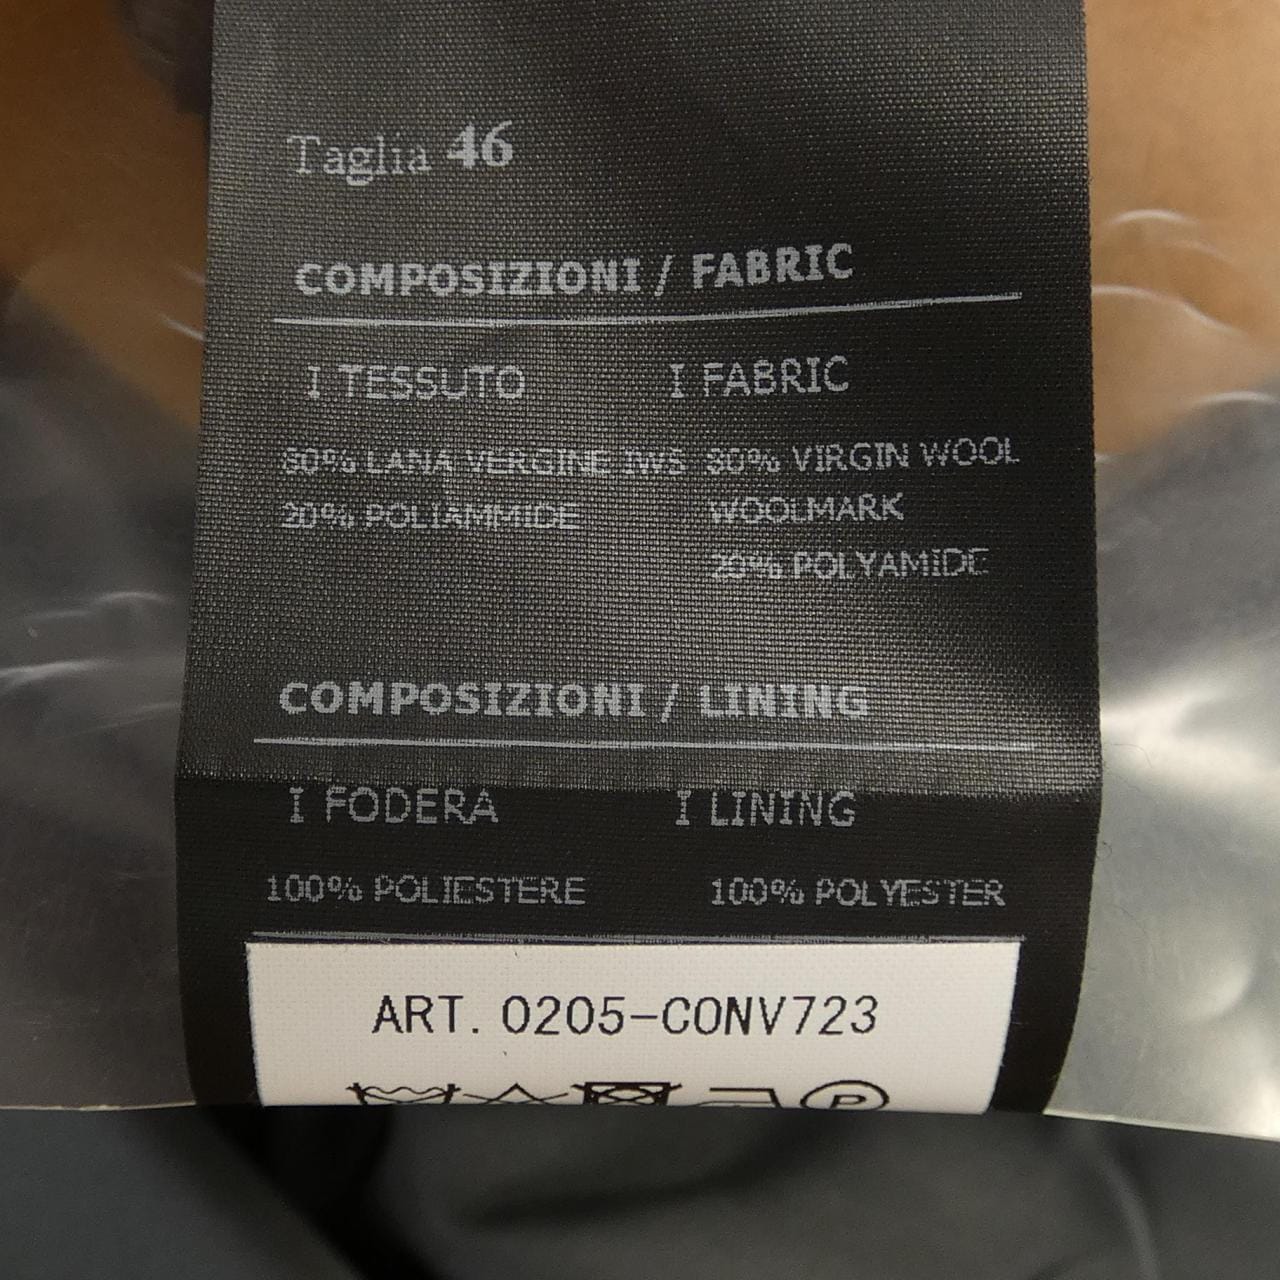 Taglia 46
COMPOSIZIONI / FABRIC
I TESSUTO I FABRIC
80% LANA VERGINE IWS 80% VIRGIN WOOL
20% POLIAMMIDE WOOLMARK
20% POLYAMIDE
COMPOSIZIONI / LINING
I FODERA I LINING
100% POLIESTERE 100% POLYESTER
ART. 0205-CONV723
P